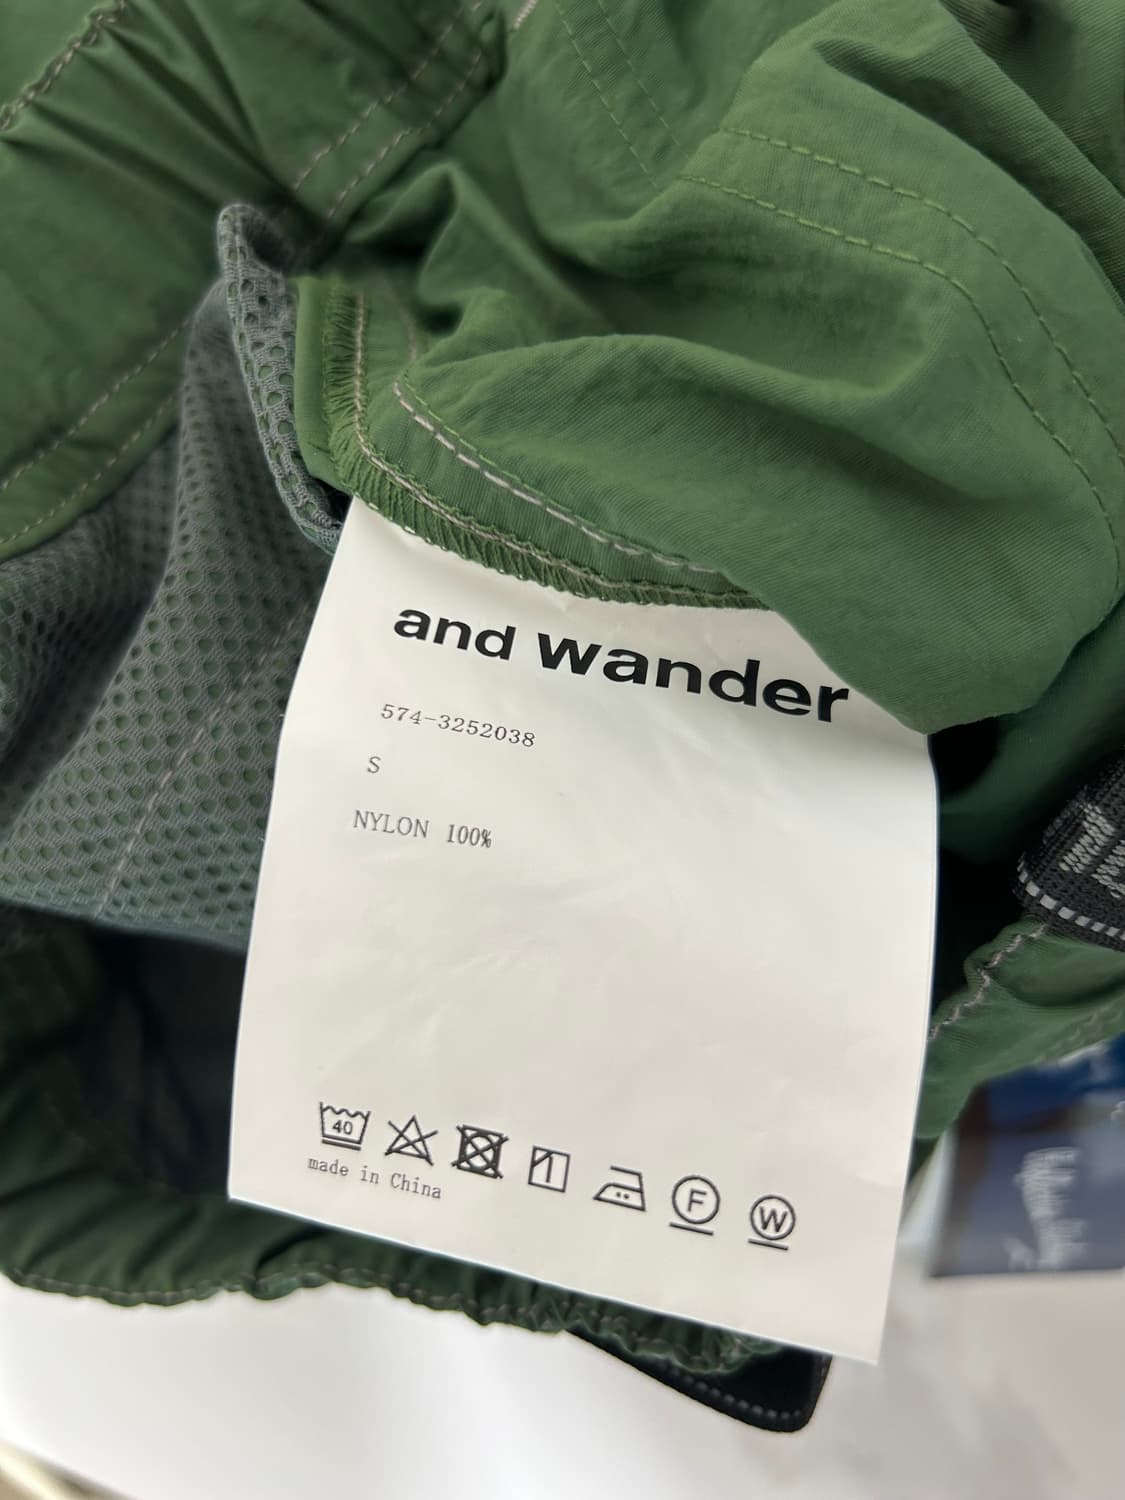 and wander
574-3252038
S
NYLON 100%
40
F
W
made in China